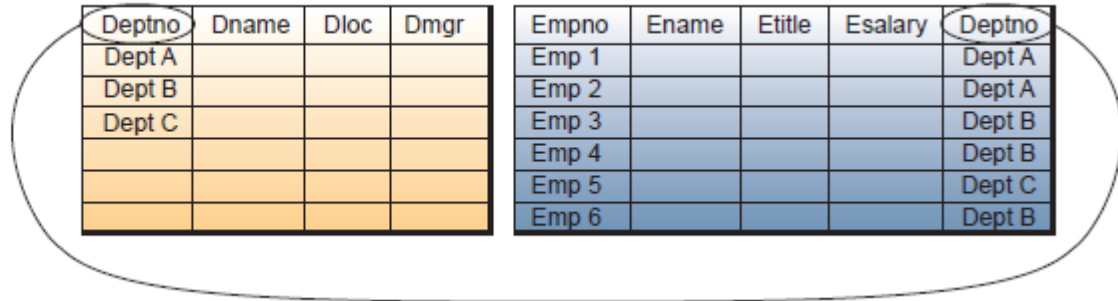 Deptno Dname Dloc Dmgr Empno Ename Etitle Esalary Deptno
Dept A Emp 1 Dept A
Dept B Emp 2 Dept A
Dept C Emp 3 Dept B
Emp 4 Dept B
Emp 5 Dept C
Emp 6 Dept B